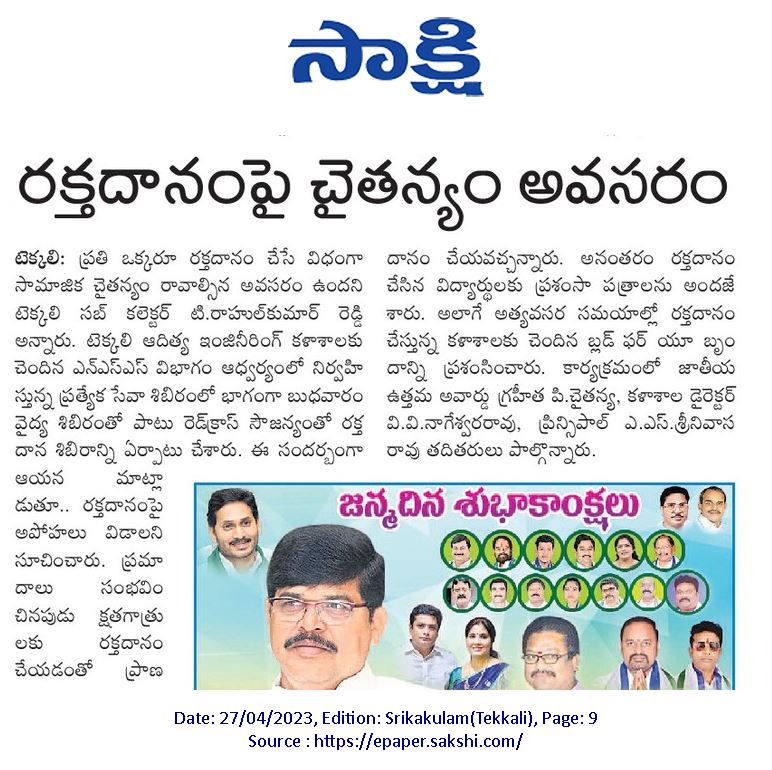 సాక్షి
రక్తదానంపై చైతన్యం అవసరం
టెక్కలి: ప్రతి ఒక్కరూ రక్తదానం చేసే విధంగా
సామాజిక చైతన్యం రావాల్సిన అవసరం ఉందని
టెక్కలి సబ్ కలెక్టర్ టి.రాహుల్‌కుమార్ రెడ్డి
అన్నారు. టెక్కలి ఆదిత్య ఇంజినీరింగ్ కళాశాలకు
చెందిన ఎన్ఎస్ఎస్ విభాగం ఆధ్వర్యంలో నిర్వహి
స్తున్న ప్రత్యేక సేవా శిబిరంలో భాగంగా బుధవారం
వైద్య శిబిరంతో పాటు రెడ్‌క్రాస్ సౌజన్యంతో రక్త
దాన శిబిరాన్ని ఏర్పాటు చేశారు. ఈ సందర్భంగా
ఆయన మాట్లా
డుతూ.. రక్తదానంపై
అపోహలు విడాలని
సూచించారు. ప్రమా
దాలు సంభవిం
చినపుడు క్షతగాత్రు
లకు రక్తదానం
చేయడంతో ప్రాణ
దానం చేయవచ్చన్నారు. అనంతరం రక్తదానం
చేసిన విద్యార్థులకు ప్రశంసా పత్రాలను అందజే
శారు. అలాగే అత్యవసర సమయాల్లో రక్తదానం
చేస్తున్న కళాశాలకు చెందిన బ్లడ్ ఫర్ యూ బృం
దాన్ని ప్రశంసించారు. కార్యక్రమంలో జాతీయ
ఉత్తమ అవార్డు గ్రహీత పి.చైతన్య, కళాశాల డైరెక్టర్
వి.వి.నాగేశ్వరరావు, ప్రిన్సిపాల్ ఎ.ఎస్.శ్రీనివాస
రావు తదితరులు పాల్గొన్నారు.
జన్మదిన శుభాకాంక్షలు
Date: 27/04/2023, Edition: Srikakulam(Tekkali), Page: 9
Source : https://epaper.sakshi.com/